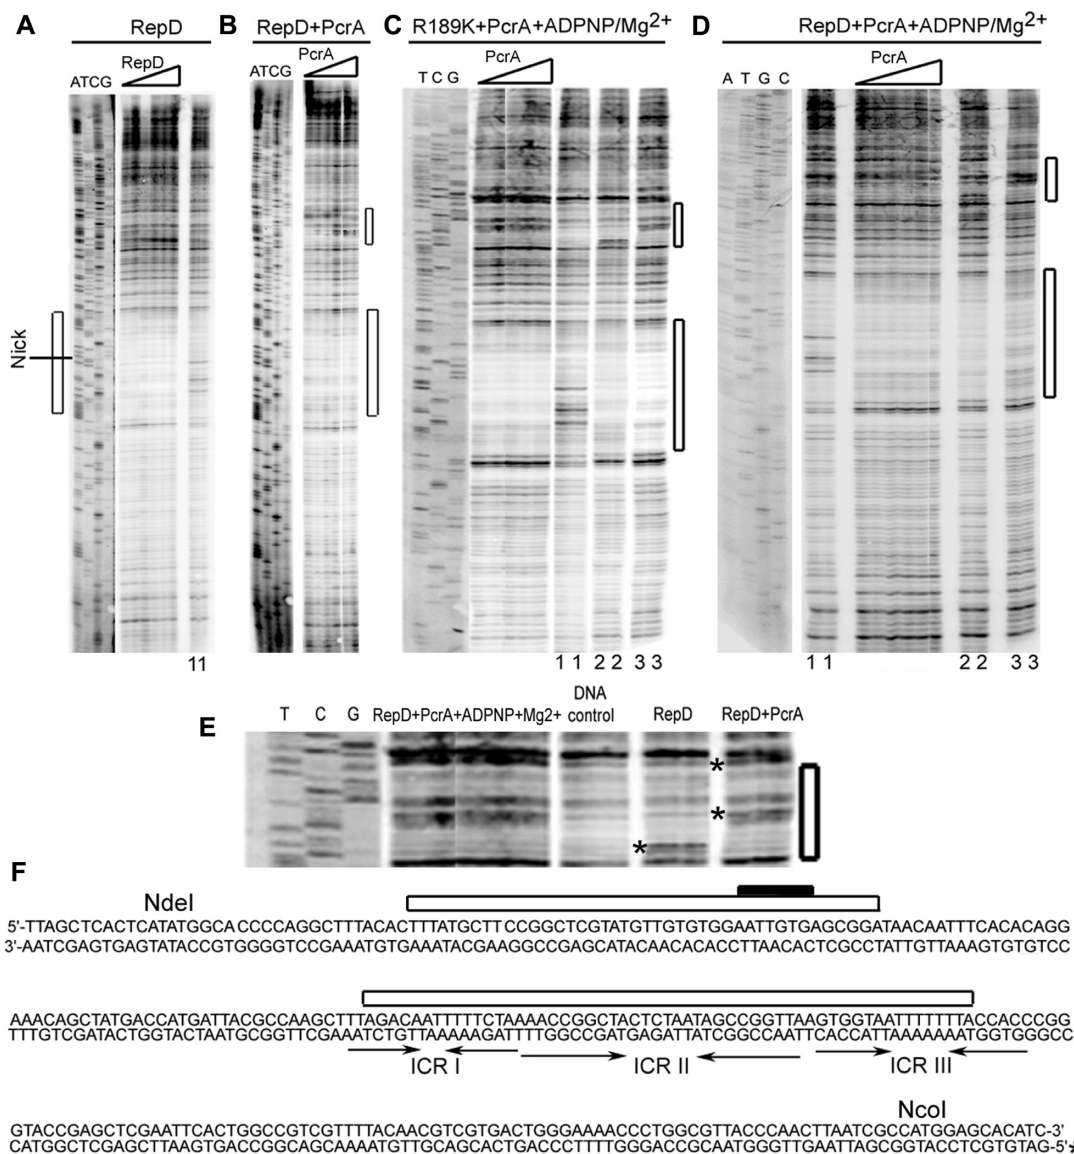 A RepD B RepD+PcrA C R189K+PcrA+ADPNP/Mg2+ D RepD+PcrA+ADPNP/Mg2+
RepD PcrA PcrA PcrA
ATCG ATCG T C G A T G C
Nick
11 1 1 2 2 3 3 1 1 2 2 3 3
E T C G RepD+PcrA+ADPNP+Mg2+ DNA control RepD RepD+PcrA
*
*
*
F
NdeI
5'-TTAGCTCACTCATATGGCACCCCAGGCTTTACACTTTATGCTTCCGGCTCGTATGTTGTGTGGAATTGTGAGCGGATAACAATTTCACACAGG
3'-AATCGAGTGAGTATACCGTGGGGTCCGAAATGTGAAATACGAAGGCCGAGCATACAACACACCTTAACACTCGCCTATTGTTAAAGTGTGTCC
AAACAGCTATGACCATGATTACGCCAAGCTTTAGACAATTTTTCTAAAACCGGCTACTCTAATAGCCGGTTAAGTGGTAATTTTTTTACCACCCGG
TTTGTCGATACTGGTACTAATGCGGTTCGAAATCTGTTAAAAAGATTTTGGCCGATGAGATTATCGGCCAATTCACCATTAAAAAAATGGTGGGCC
ICR I ICR II ICR III
NcoI
GTACCGAGCTCGAATTCACTGGCCGTCGTTTTACAACGTCGTGACTGGGAAAACCCTGGCGTTACCCAACTTAATCGCCATGGAGCACATC-3'
CATGGCTCGAGCTTAAGTGACCGGCAGCAAAATGTTGCAGCACTGACCCTTTTGGGACCGCAATGGGTTGAATTAGCGGTACCTCGTGTAG-5'*